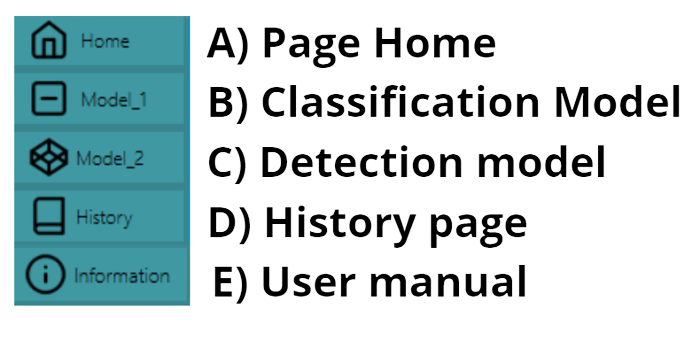 Home A) Page Home
Model_1 B) Classification Model
Model_2 C) Detection model
History D) History page
Information E) User manual